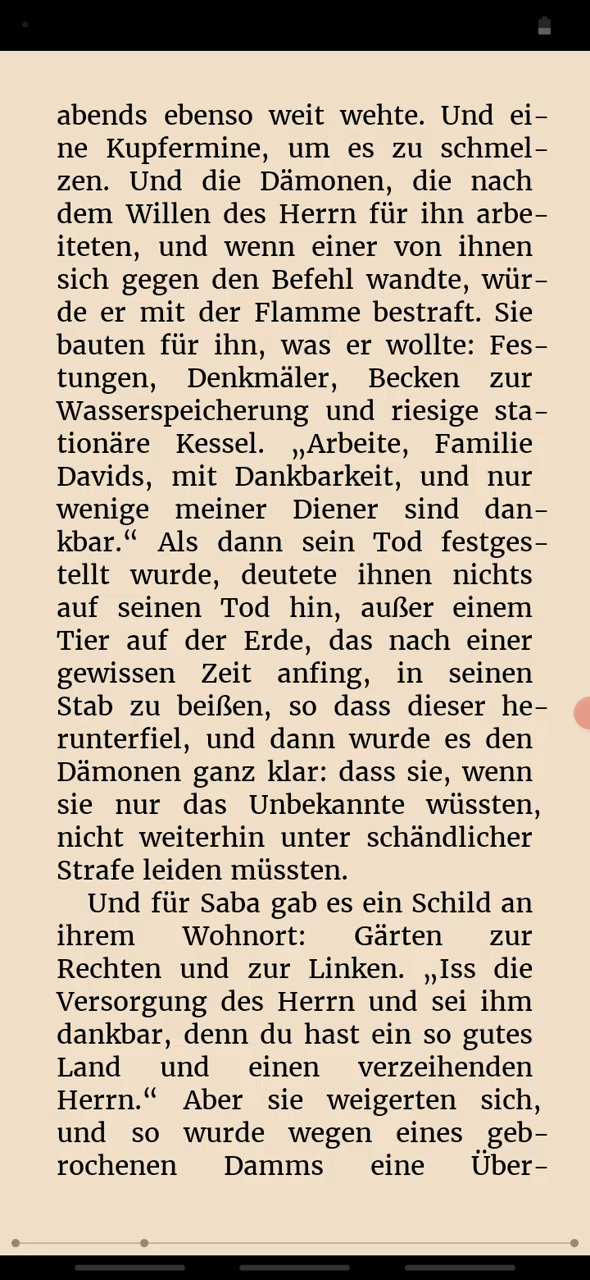 abends ebenso weit wehte. Und ei-
ne Kupfermine, um es zu schmel-
zen. Und die Dämonen, die nach
dem Willen des Herrn für ihn arbe-
iteten, und wenn einer von ihnen
sich gegen den Befehl wandte, wür-
de er mit der Flamme bestraft. Sie
bauten für ihn, was er wollte: Fes-
tungen, Denkmäler, Becken zur
Wasserspeicherung und riesige sta-
tionäre Kessel. „Arbeite, Familie
Davids, mit Dankbarkeit, und nur
wenige meiner Diener sind dan-
kbar.“ Als dann sein Tod festges-
tellt wurde, deutete ihnen nichts
auf seinen Tod hin, außer einem
Tier auf der Erde, das nach einer
gewissen Zeit anfing, in seinen
Stab zu beißen, so dass dieser he-
runterfiel, und dann wurde es den
Dämonen ganz klar: dass sie, wenn
sie nur das Unbekannte wüssten,
nicht weiterhin unter schändlicher
Strafe leiden müssten.
Und für Saba gab es ein Schild an
ihrem Wohnort: Gärten zur
Rechten und zur Linken. „Iss die
Versorgung des Herrn und sei ihm
dankbar, denn du hast ein so gutes
Land und einen verzeihenden
Herrn.“ Aber sie weigerten sich,
und so wurde wegen eines geb-
rochenen Damms eine Über-